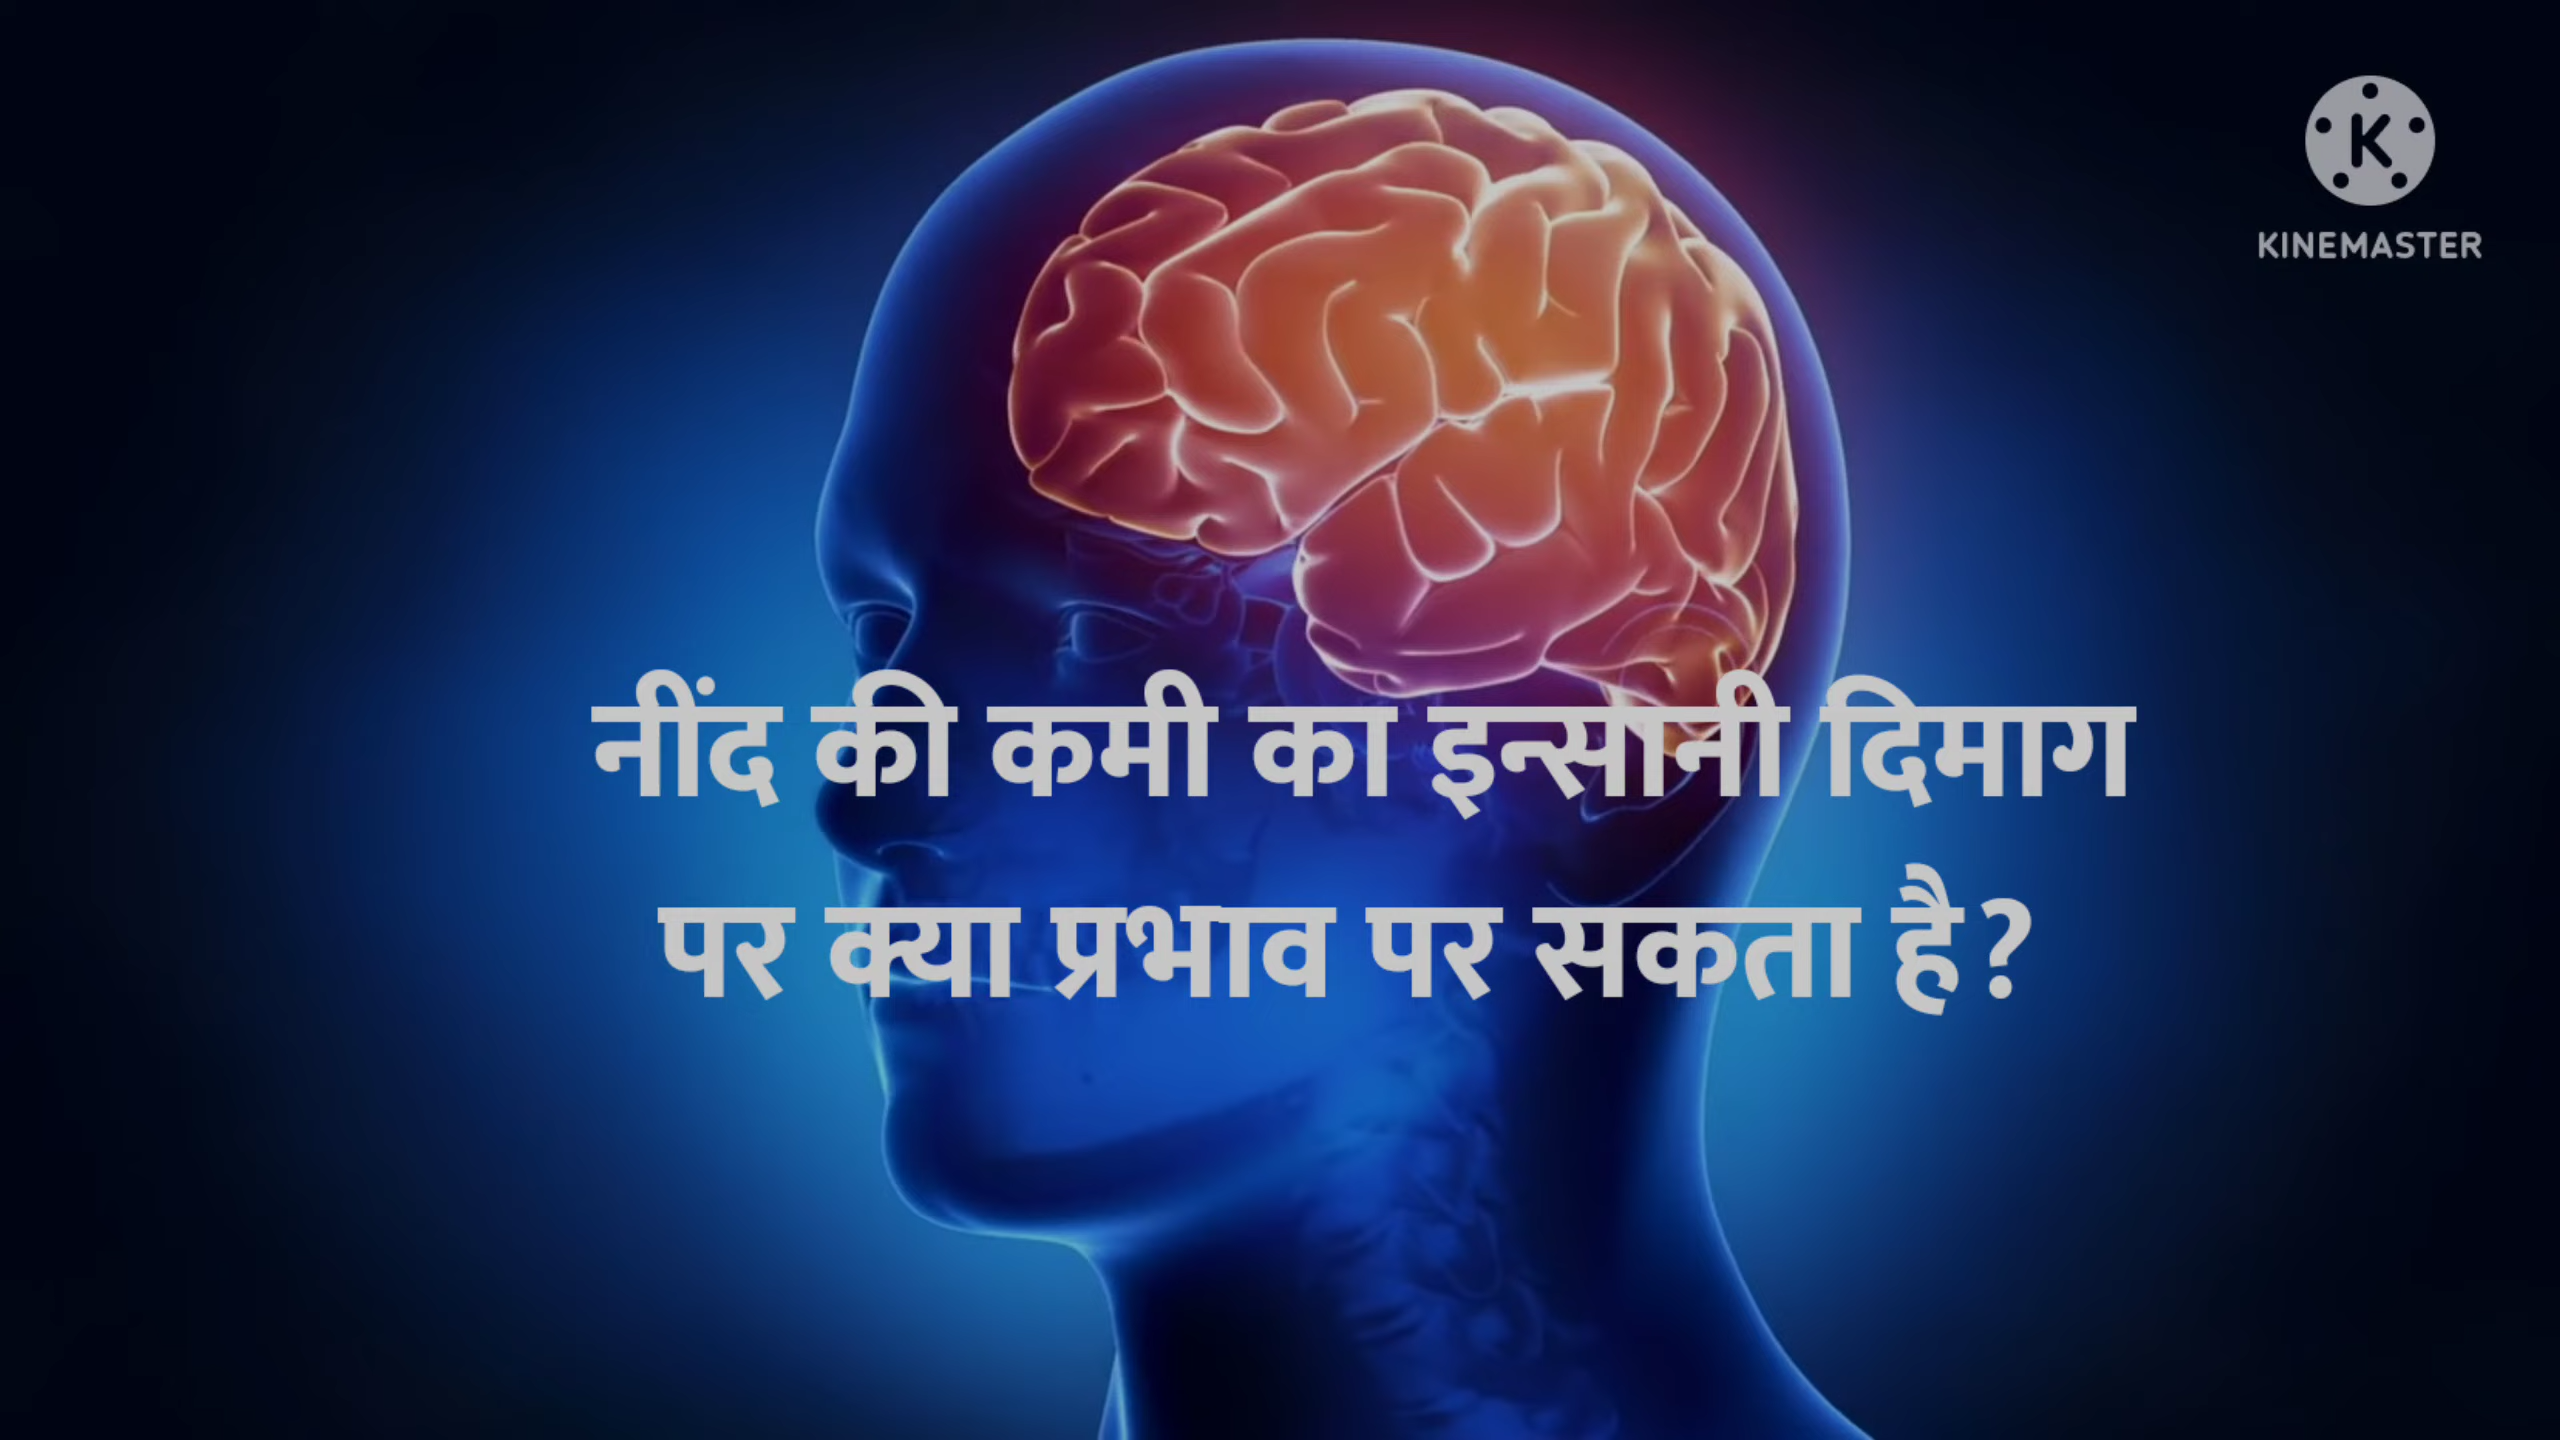 K
KINEMASTER
नींद की कमी का इन्सानी दिमाग
पर क्या प्रभाव पर सकता है?